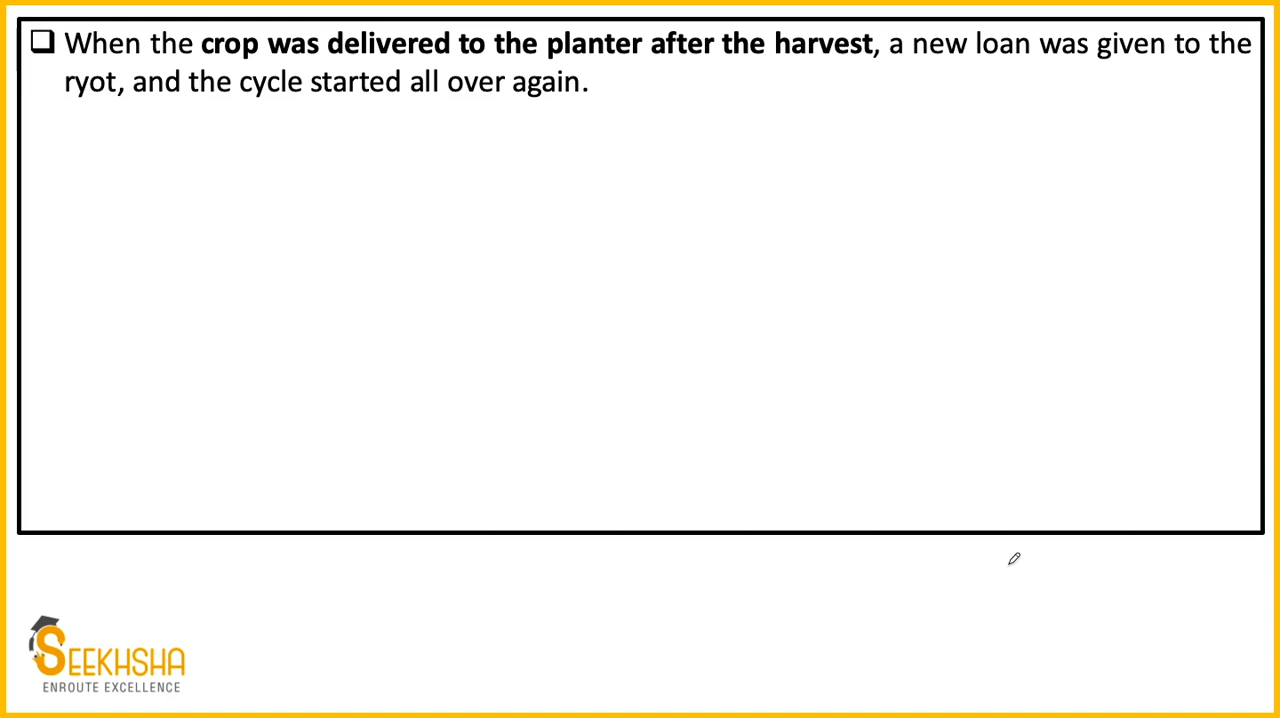 ❑ When the crop was delivered to the planter after the harvest, a new loan was given to the
ryot, and the cycle started all over again.
SEEKHSHA
ENROUTE EXCELLENCE